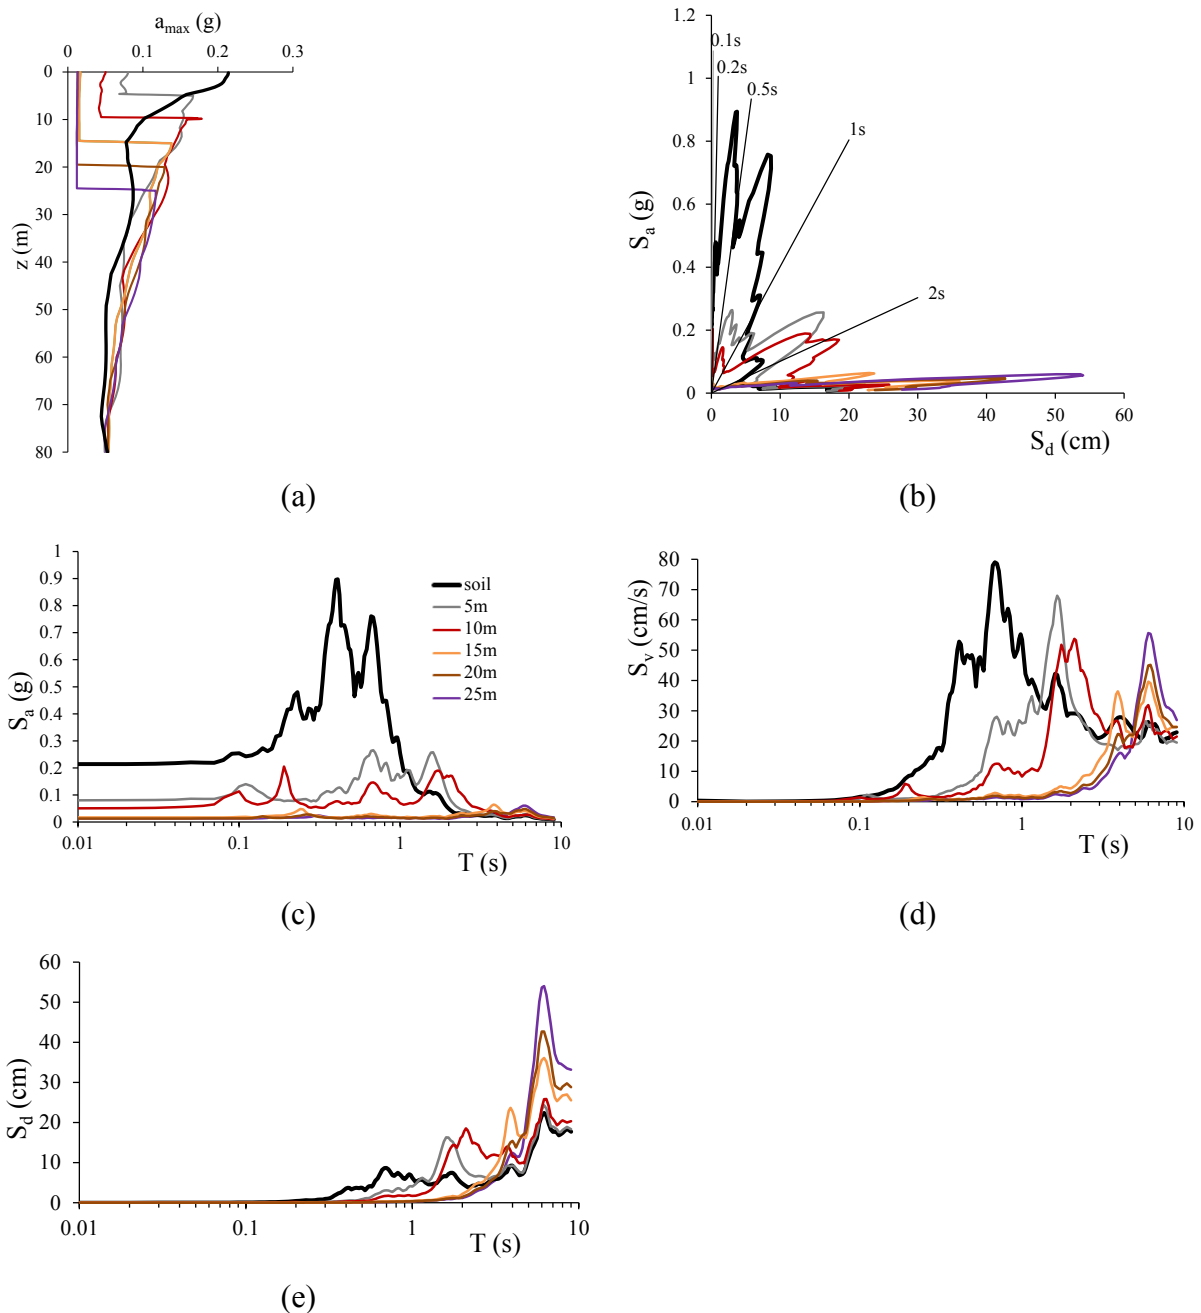 a_max (g)
0 0.1 0.2 0.3
0
10
20
30
40
50
60
70
80
z (m)
(a)
1.2
1
0.8
0.6
0.4
0.2
0
S_a (g)
0.1s
0.2s
0.5s
1s
2s
0 10 20 30 40 50 60
S_d (cm)
(b)
1
0.9
0.8
0.7
0.6
0.5
0.4
0.3
0.2
0.1
0
S_a (g)
soil
5m
10m
15m
20m
25m
0.01 0.1 1 10
T (s)
(c)
80
70
60
50
40
30
20
10
0
S_v (cm/s)
0.01 0.1 1 10
T (s)
(d)
60
50
40
30
20
10
0
S_d (cm)
0.01 0.1 1 10
T (s)
(e)